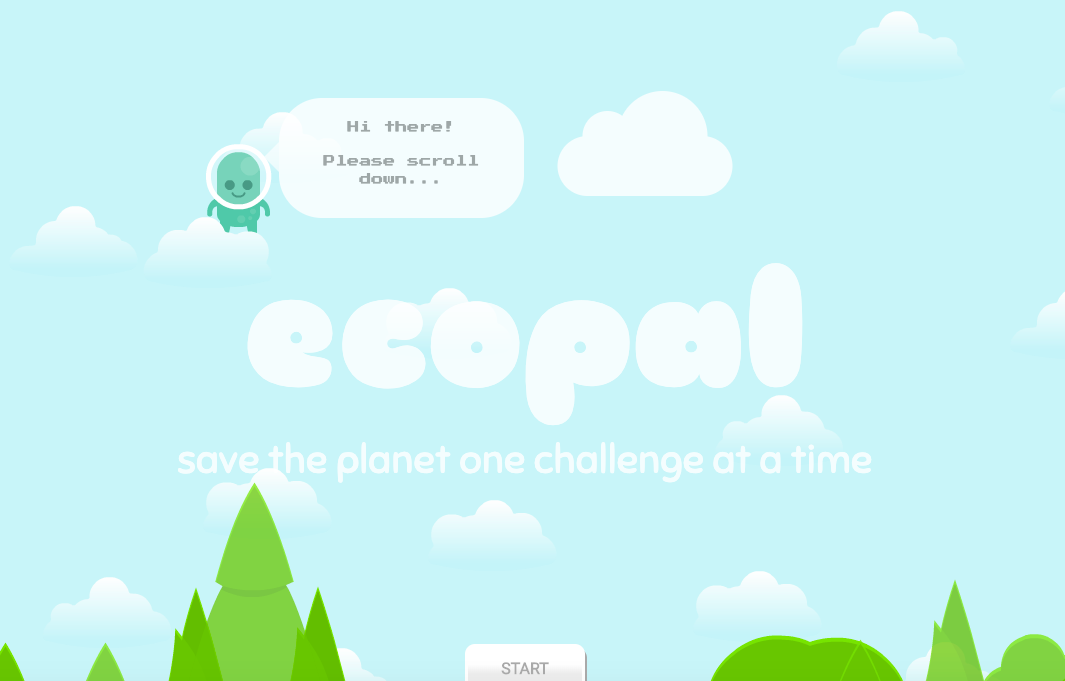 Hi there!
Please scroll
down...
ecopal
save the planet one challenge at a time
START